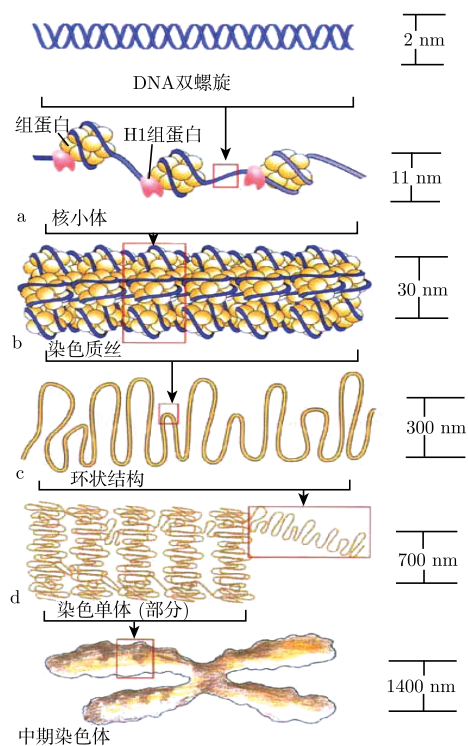 2 nm
DNA双螺旋
组蛋白
H1组蛋白
11 nm
a
核小体
30 nm
b
染色质丝
300 nm
c
环状结构
700 nm
d
染色单体 (部分)
1400 nm
中期染色体